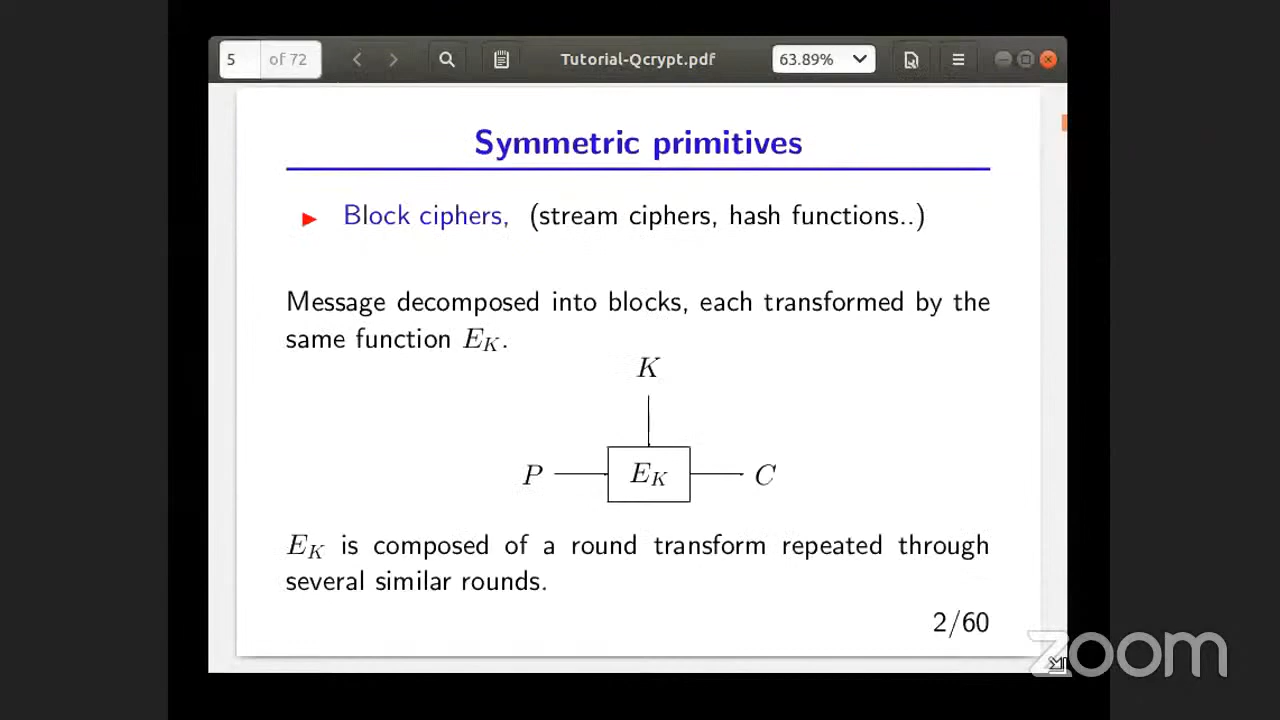 5 of 72 Tutorial-Qcrypt.pdf 63.89%
Symmetric primitives
Block ciphers, (stream ciphers, hash functions..)
Message decomposed into blocks, each transformed by the
same function E_K.
K
P E_K C
E_K is composed of a round transform repeated through
several similar rounds.
2/60
zoom